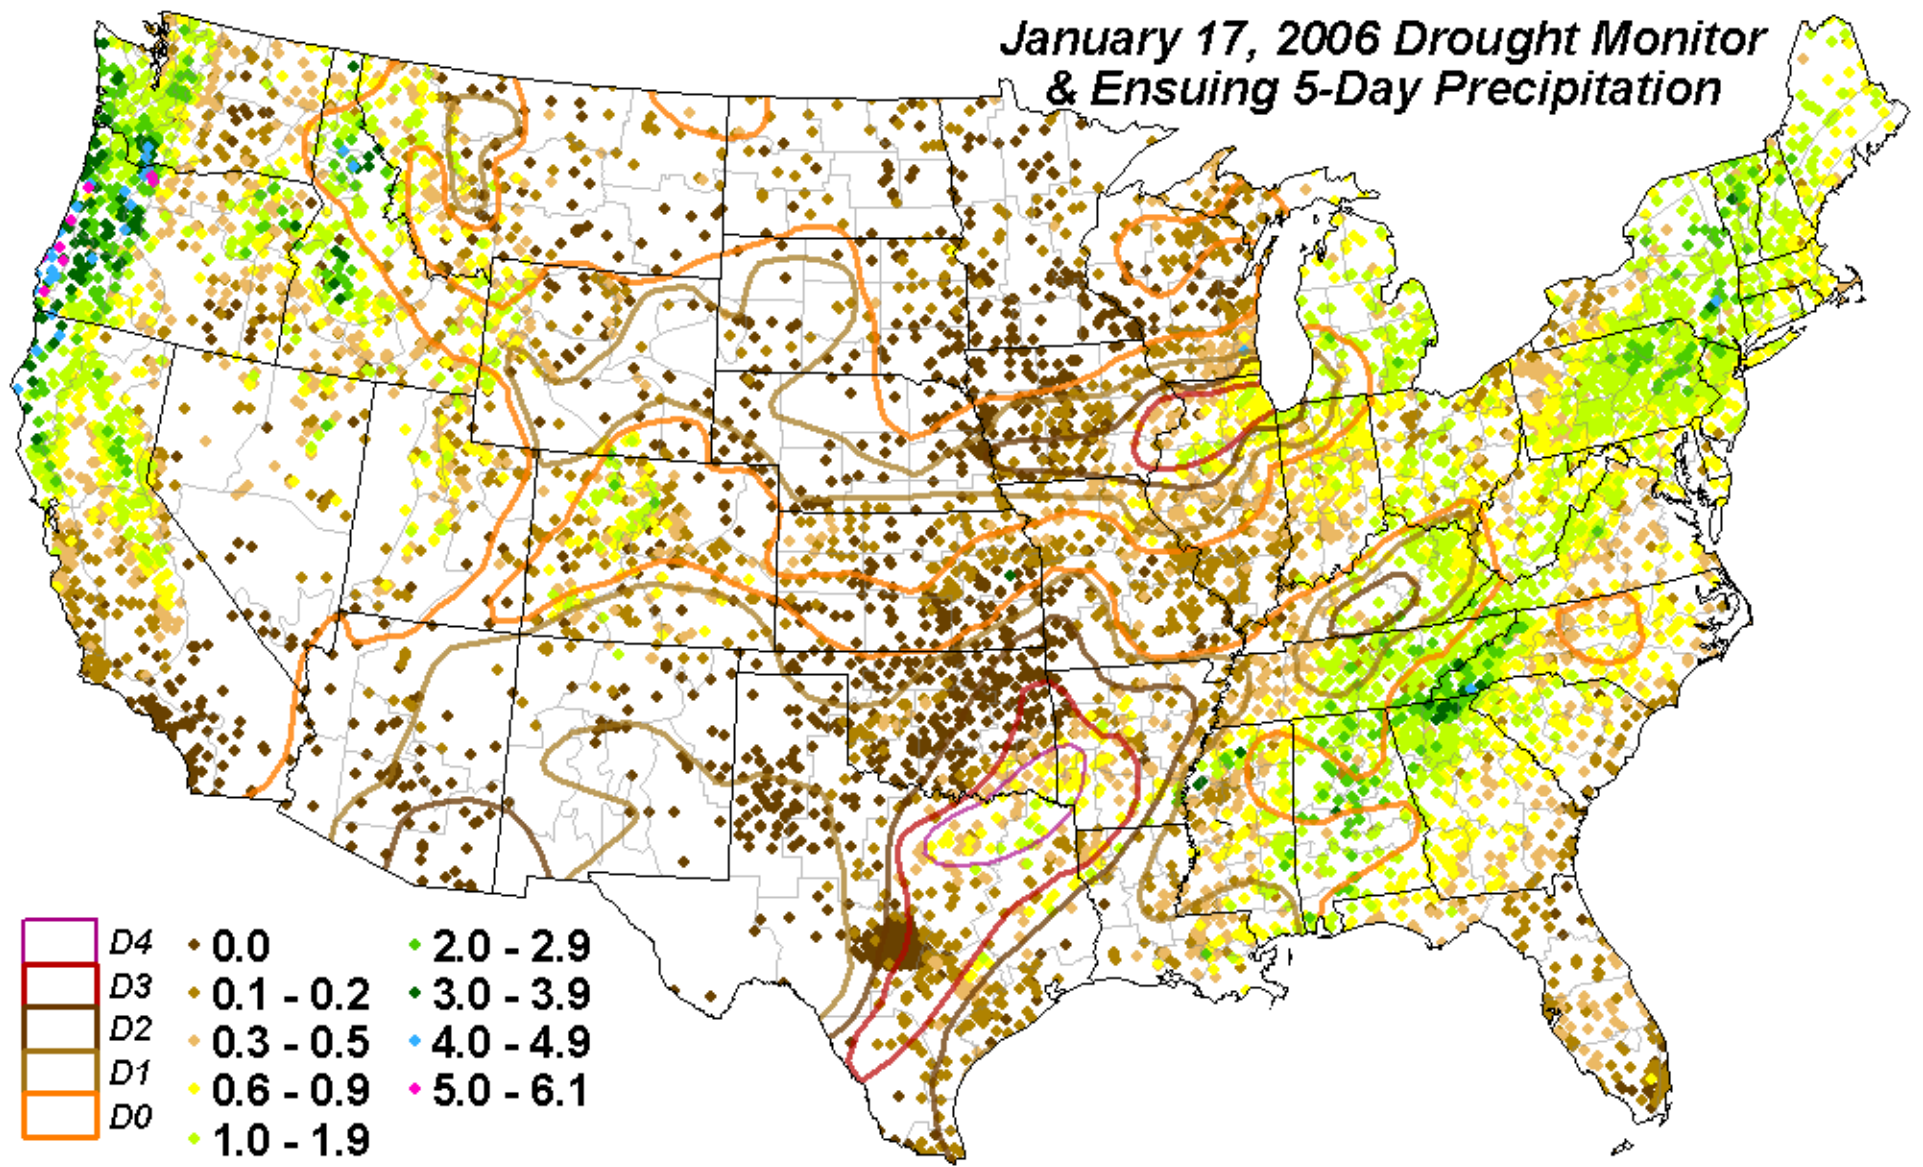 January 17, 2006 Drought Monitor
& Ensuing 5-Day Precipitation
D4
D3
D2
D1
D0
0.0
0.1 - 0.2
0.3 - 0.5
0.6 - 0.9
1.0 - 1.9
2.0 - 2.9
3.0 - 3.9
4.0 - 4.9
5.0 - 6.1